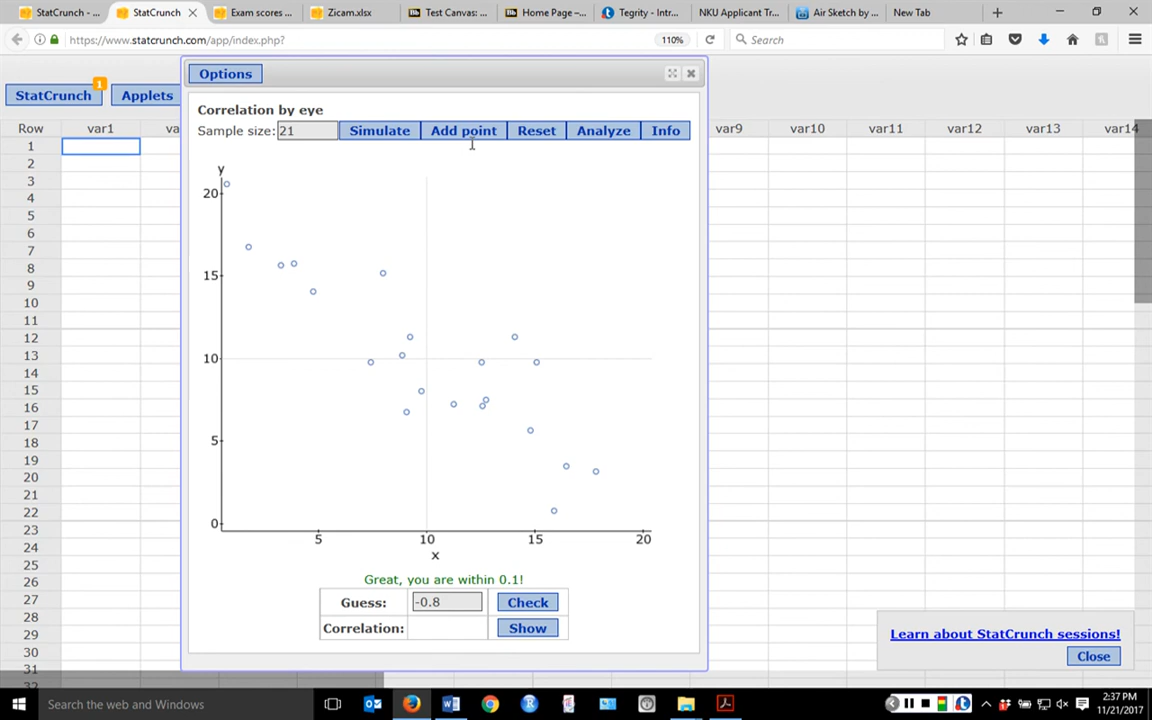 StatCrunch - ...
StatCrunch
Exam scores ...
Zicam.xlsx
Bb Test Canvas: ...
Bb Home Page –...
t Tegrity - Intr...
NKU Applicant Tr...
Air Sketch by ...
New Tab
https://www.statcrunch.com/app/index.php?
110%
Search
StatCrunch
1
Applets
Options
Correlation by eye
Sample size: 21 Simulate Add point Reset Analyze Info
Row var1 va var9 var10 var11 var12 var13 var14
1
2
3
4
5
6
7
8
9
10
11
12
13
14
15
16
17
18
19
20
21
22
23
24
25
26
27
28
29
30
31
32
y
20
15
10
5
0
5 10 15 20
x
Great, you are within 0.1!
Guess: -0.8 Check
Correlation: Show
Learn about StatCrunch sessions!
Close
Search the web and Windows
2:37 PM
11/21/2017